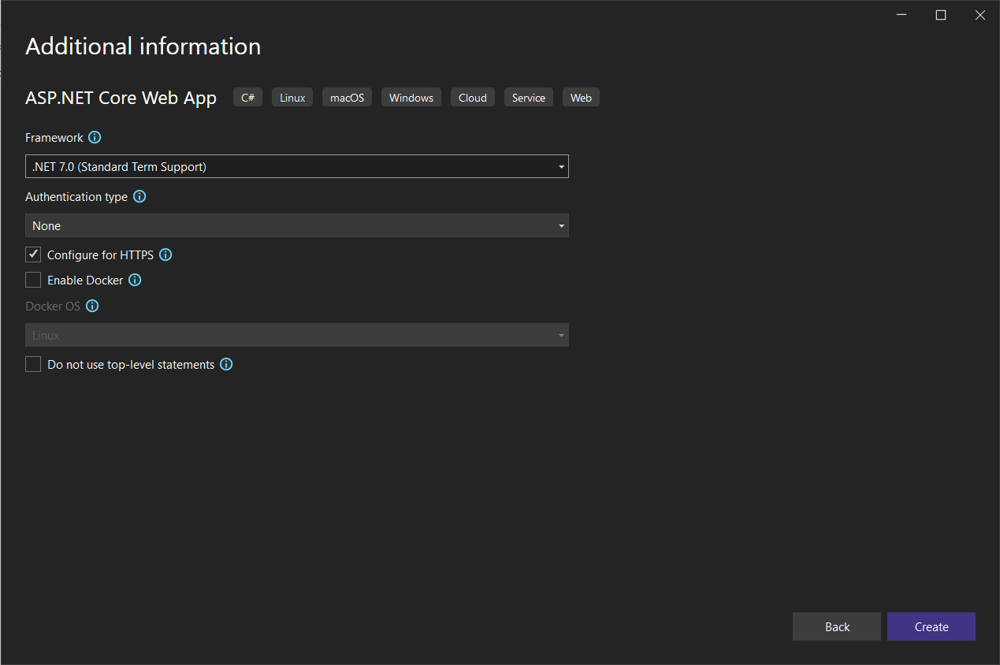 Additional information
ASP.NET Core Web App C# Linux macOS Windows Cloud Service Web
Framework
.NET 7.0 (Standard Term Support)
Authentication type
None
Configure for HTTPS
Enable Docker
Docker OS
Linux
Do not use top-level statements
Back Create